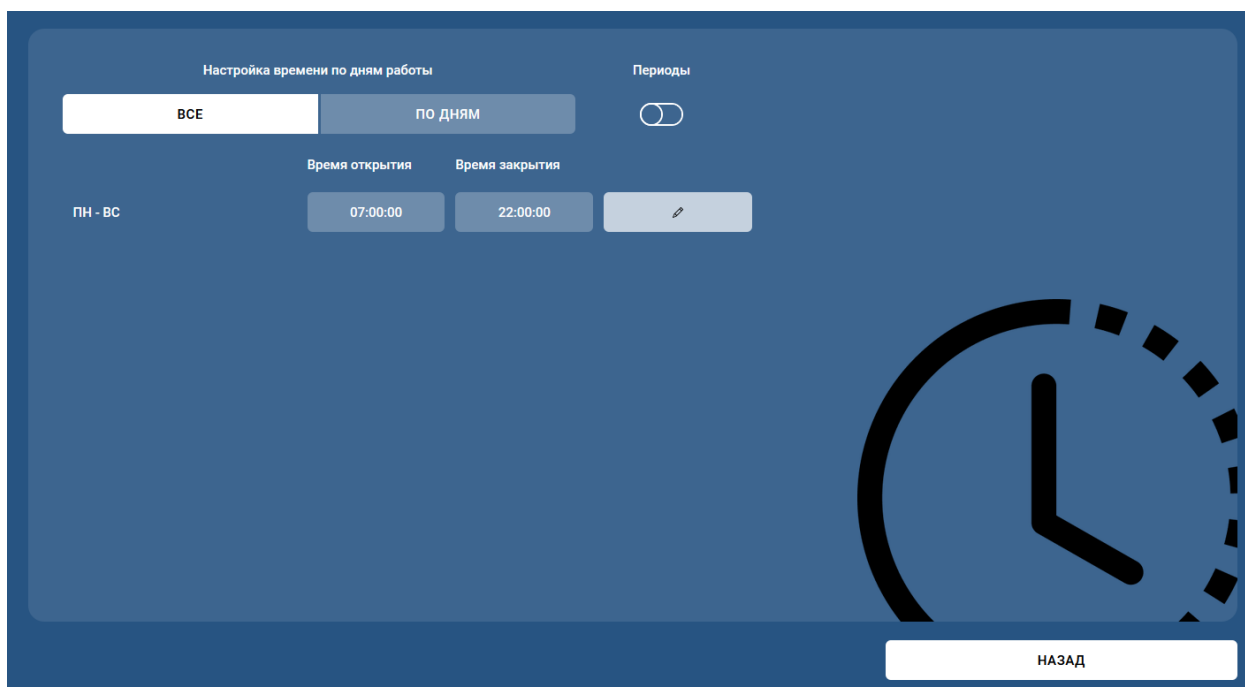 Настройка времени по дням работы
Периоды
ВСЕ
ПО ДНЯМ
Время открытия
Время закрытия
ПН - ВС
07:00:00
22:00:00
НАЗАД